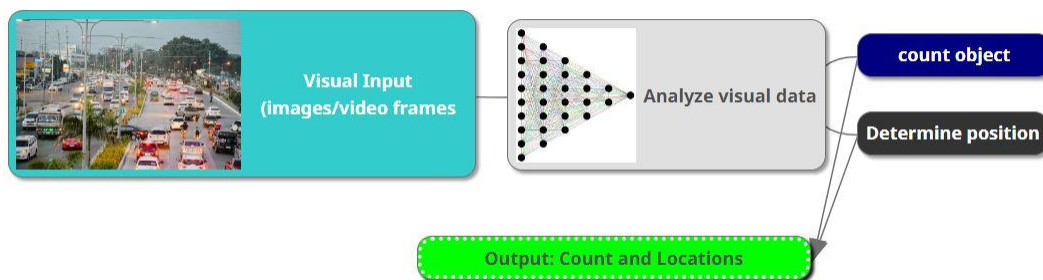 Visual Input
(images/video frames
Analyze visual data
count object
Determine position
Output: Count and Locations